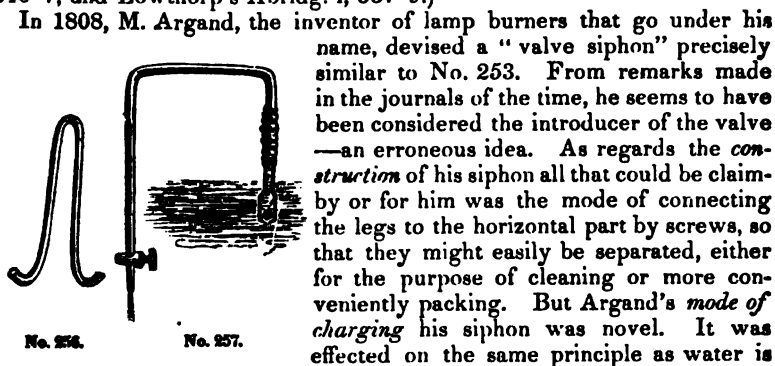 In 1808, M. Argand, the inventor of lamp burners that go under his
name, devised a “ valve siphon” precisely
similar to No. 253. From remarks made
in the journals of the time, he seems to have
been considered the introducer of the valve
—an erroneous idea. As regards the con-
struction of his siphon all that could be claim-
by or for him was the mode of connecting
the legs to the horizontal part by screws, so
that they might easily be separated, either
for the purpose of cleaning or more con-
veniently packing. But Argand's mode of
charging his siphon was novel. It was
effected on the same principle as water is
No. 256.
No. 257.